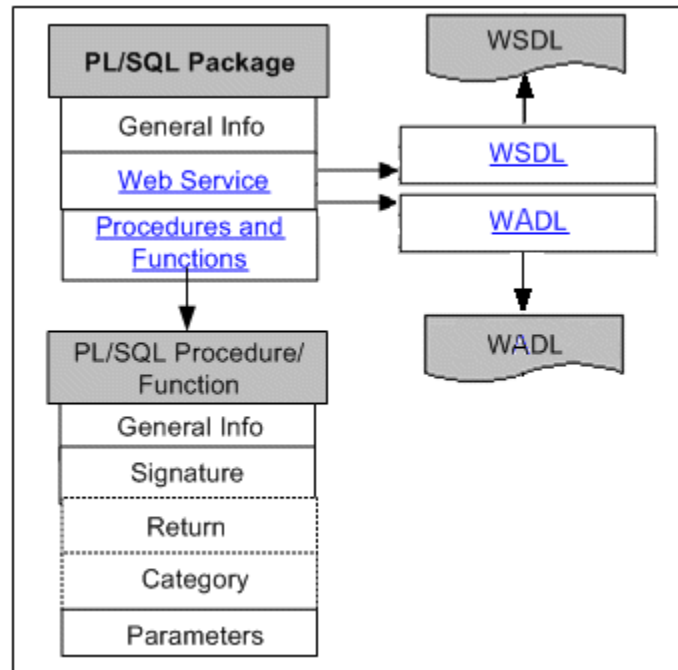 PL/SQL Package
General Info
Web Service
Procedures and
Functions
WSDL
WSDL
WADL
WADL
PL/SQL Procedure/
Function
General Info
Signature
Return
Category
Parameters